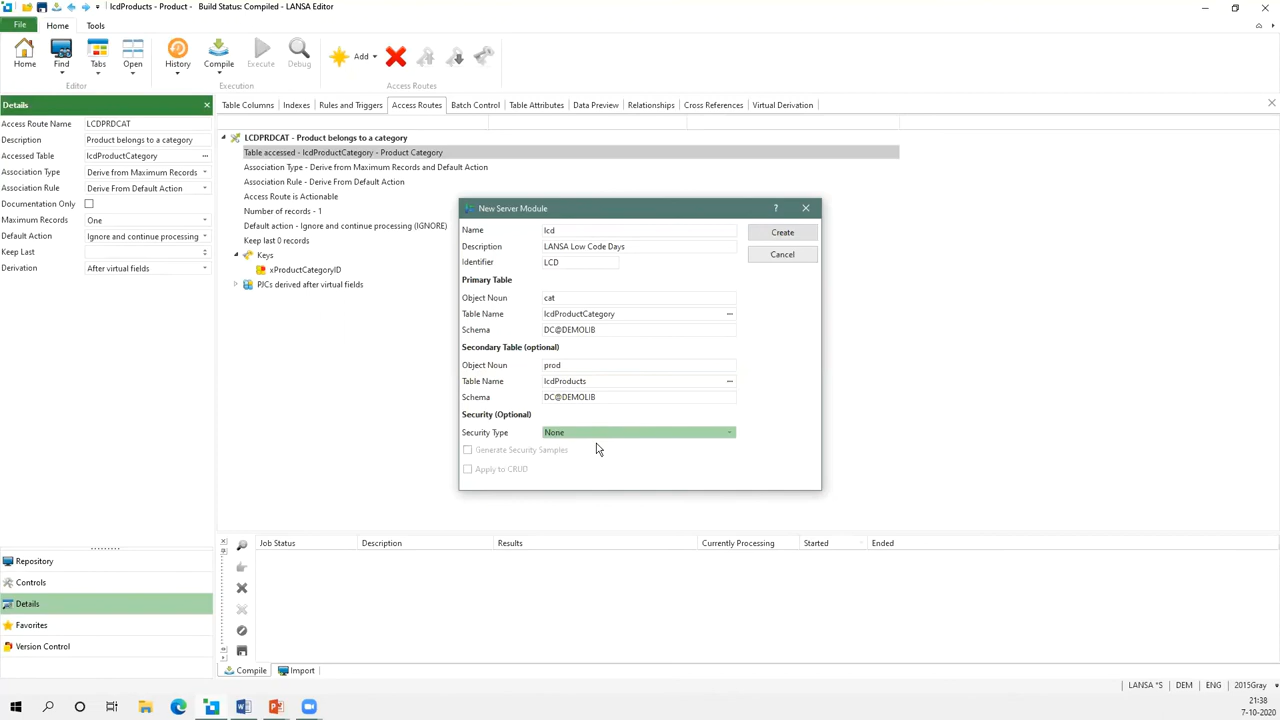 lcdProducts - Product - Build Status: Compiled - LANSA Editor
File Home Tools
Home Find Tabs Open History Compile Execute Debug Add
Editor Execution Access Routes
Details
Table Columns Indexes Rules and Triggers Access Routes Batch Control Table Attributes Data Preview Relationships Cross References Virtual Derivation
Access Route Name LCDPRDCAT
Description Product belongs to a category
Accessed Table lcdProductCategory
Association Type Derive from Maximum Records
Association Rule Derive From Default Action
Documentation Only
Maximum Records One
Default Action Ignore and continue processing
Keep Last
Derivation After virtual fields
LCDPRDCAT - Product belongs to a category
Table accessed - lcdProductCategory - Product Category
Association Type - Derive from Maximum Records and Default Action
Association Rule - Derive From Default Action
Access Route is Actionable
Number of records - 1
Default action - Ignore and continue processing (IGNORE)
Keep last 0 records
Keys
xProductCategoryID
PJCs derived after virtual fields
New Server Module ?
Name lcd Create
Description LANSA Low Code Days Cancel
Identifier LCD
Primary Table
Object Noun cat
Table Name lcdProductCategory
Schema DC@DEMOLIB
Secondary Table (optional)
Object Noun prod
Table Name lcdProducts
Schema DC@DEMOLIB
Security (Optional)
Security Type None
Generate Security Samples
Apply to CRUD
Repository
Controls
Details
Favorites
Version Control
Job Status Description Results Currently Processing Started Ended
Compile Import
LANSA *S DEM ENG 2015Gray
21:38
7-10-2020